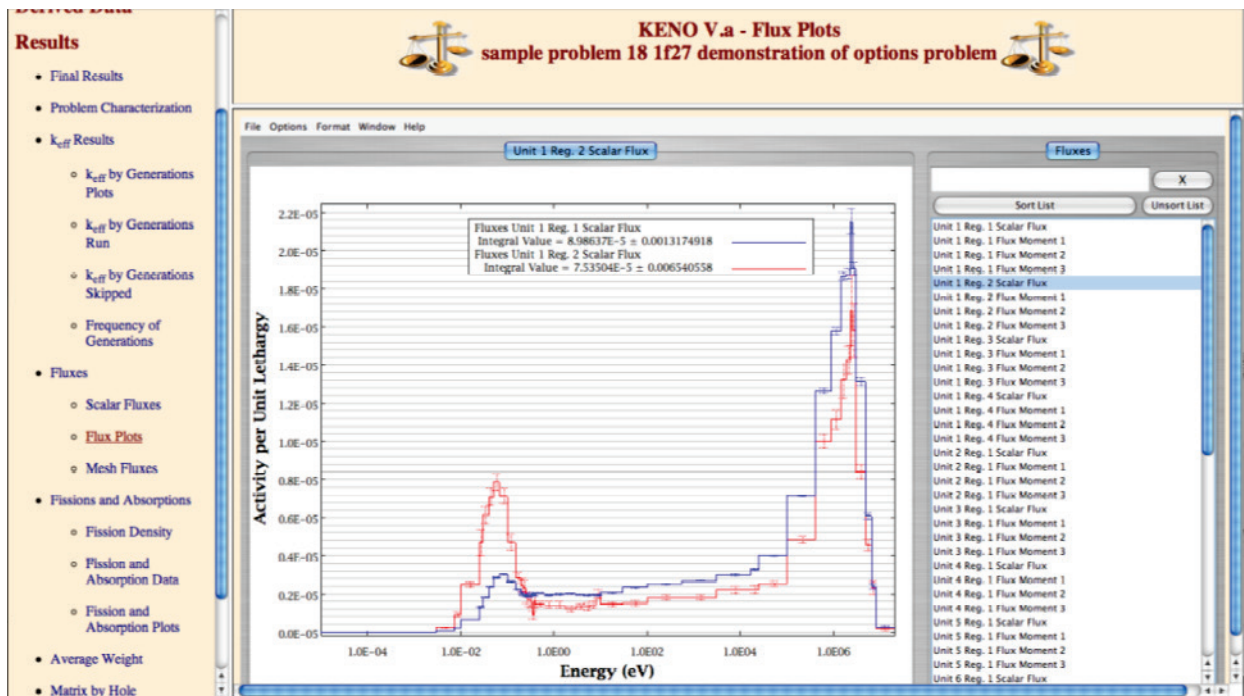 Derived Data
Results
Final Results
Problem Characterization
keff Results
keff by Generations
Plots
keff by Generations
Run
keff by Generations
Skipped
Frequency of
Generations
Fluxes
Scalar Fluxes
Flux Plots
Mesh Fluxes
Fissions and Absorptions
Fission Density
Fission and
Absorption Data
Fission and
Absorption Plots
Average Weight
Matrix by Hole
KENO V.a - Flux Plots
sample problem 18 1f27 demonstration of options problem
File Options Format Window Help
Unit 1 Reg. 2 Scalar Flux
2.2E-05
2.0E-05
1.8E-05
1.6E-05
1.4E-05
1.2E-05
1.0E-05
0.8E-05
0.6E-05
0.4E-05
0.2E-05
0.0E-05
Activity per Unit Lethargy
Fluxes Unit 1 Reg. 1 Scalar Flux
Integral Value = 8.98637E-5 ± 0.0013174918
Fluxes Unit 1 Reg. 2 Scalar Flux
Integral Value = 7.53504E-5 ± 0.006540558
1.0E-04 1.0E-02 1.0E00 1.0E02 1.0E04 1.0E06
Energy (eV)
Fluxes
X
Sort List Unsort List
Unit 1 Reg. 1 Scalar Flux
Unit 1 Reg. 1 Flux Moment 1
Unit 1 Reg. 1 Flux Moment 2
Unit 1 Reg. 1 Flux Moment 3
Unit 1 Reg. 2 Scalar Flux
Unit 1 Reg. 2 Flux Moment 1
Unit 1 Reg. 2 Flux Moment 2
Unit 1 Reg. 2 Flux Moment 3
Unit 1 Reg. 3 Scalar Flux
Unit 1 Reg. 3 Flux Moment 1
Unit 1 Reg. 3 Flux Moment 2
Unit 1 Reg. 3 Flux Moment 3
Unit 1 Reg. 4 Scalar Flux
Unit 1 Reg. 4 Flux Moment 1
Unit 1 Reg. 4 Flux Moment 2
Unit 1 Reg. 4 Flux Moment 3
Unit 2 Reg. 1 Scalar Flux
Unit 2 Reg. 1 Flux Moment 1
Unit 2 Reg. 1 Flux Moment 2
Unit 2 Reg. 1 Flux Moment 3
Unit 3 Reg. 1 Scalar Flux
Unit 3 Reg. 1 Flux Moment 1
Unit 3 Reg. 1 Flux Moment 2
Unit 3 Reg. 1 Flux Moment 3
Unit 4 Reg. 1 Scalar Flux
Unit 4 Reg. 1 Flux Moment 1
Unit 4 Reg. 1 Flux Moment 2
Unit 4 Reg. 1 Flux Moment 3
Unit 5 Reg. 1 Scalar Flux
Unit 5 Reg. 1 Flux Moment 1
Unit 5 Reg. 1 Flux Moment 2
Unit 5 Reg. 1 Flux Moment 3
Unit 6 Reg. 1 Scalar Flux